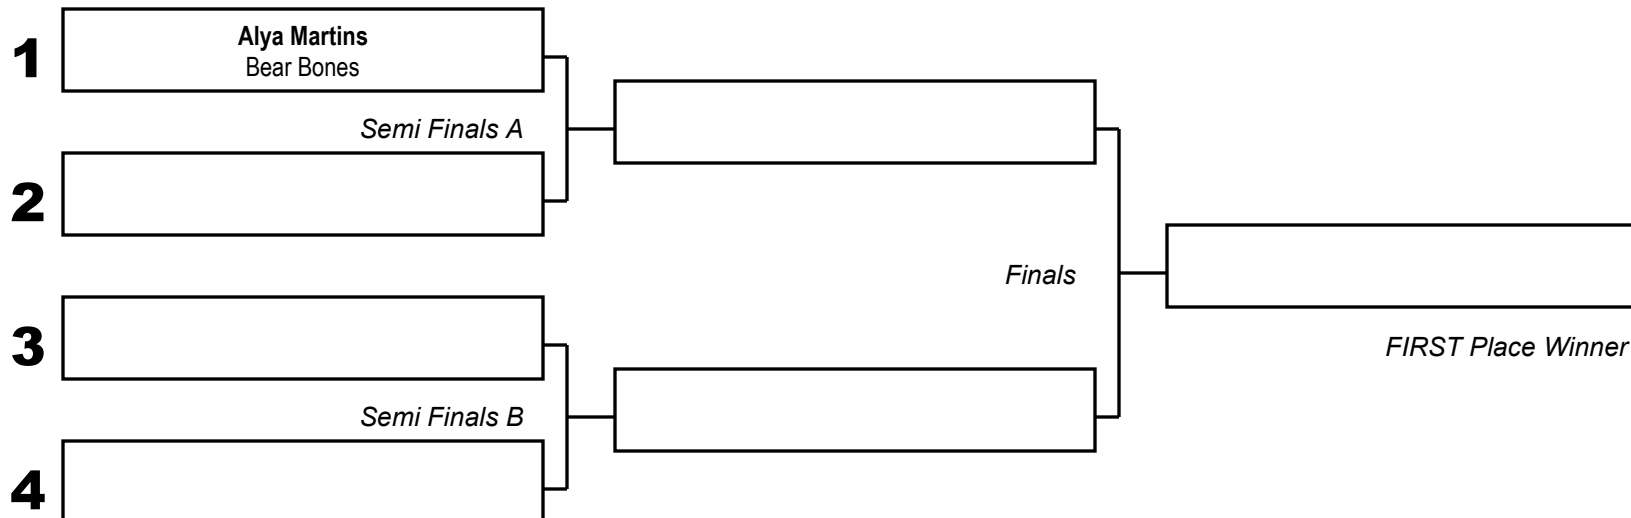 1
Alya Martins
Bear Bones
Semi Finals A
2
Finals
3
FIRST Place Winner
Semi Finals B
4